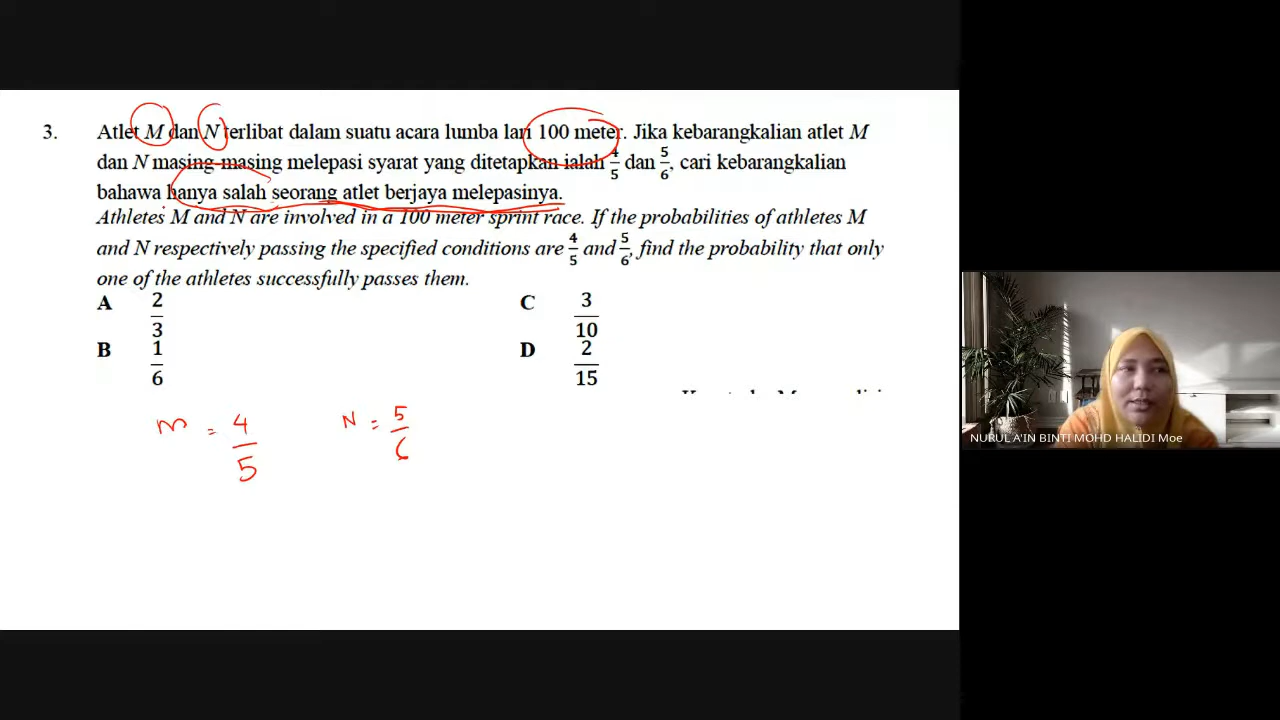 3. Atlet M dan N terlibat dalam suatu acara lumba lari 100 meter. Jika kebarangkalian atlet M
dan N masing-masing melepasi syarat yang ditetapkan ialah 4/5 dan 5/6, cari kebarangkalian
bahawa hanya salah seorang atlet berjaya melepasinya.
Athletes M and N are involved in a 100 meter sprint race. If the probabilities of athletes M
and N respectively passing the specified conditions are 4/5 and 5/6, find the probability that only
one of the athletes successfully passes them.
A 2/3 C 3/10
B 1/6 D 2/15
M = 4/5 N = 5/6
NURUL A'IN BINTI MOHD HALIDI Moe